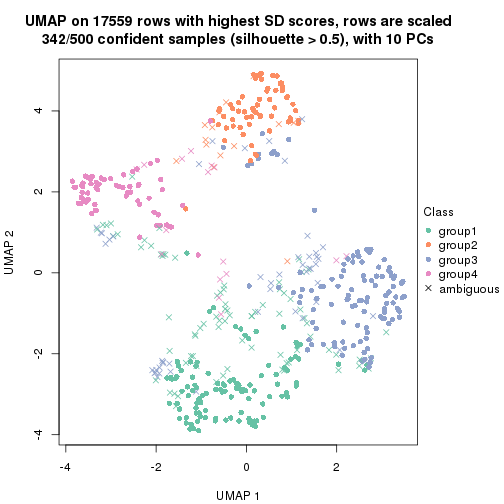 UMAP on 17559 rows with highest SD scores, rows are scaled
342/500 confident samples (silhouette > 0.5), with 10 PCs
4
2
0
-2
-4
UMAP 2
-4
-2
0
2
UMAP 1
Class
group1
group2
group3
group4
ambiguous